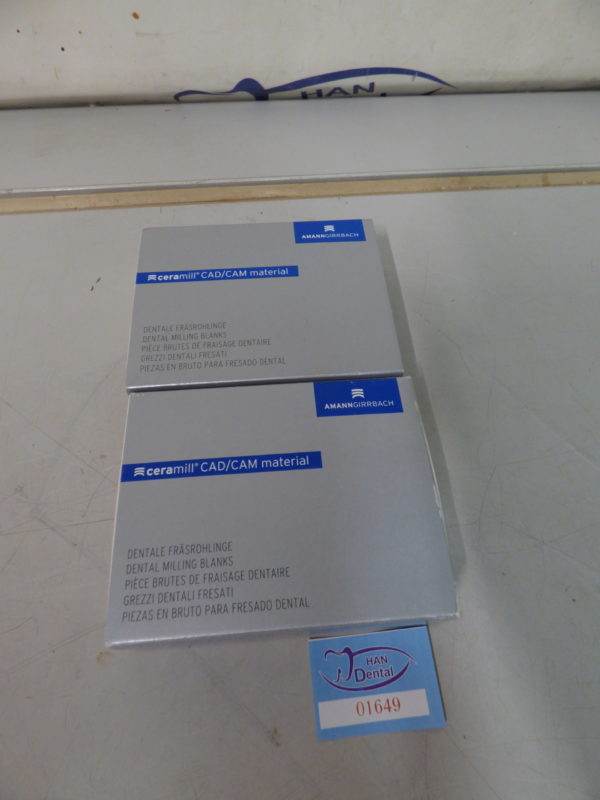 HAN
AMANNGIRRBACH
ceramill® CAD/CAM material
DENTALE FRÄSROHLINGE
DENTAL MILLING BLANKS
PIÈCE BRUTES DE FRAISAGE DENTAIRE
GREZZI DENTALI FRESATI
PIEZAS EN BRUTO PARA FRESADO DENTAL
AMANNGIRRBACH
ceramill® CAD/CAM material
DENTALE FRÄSROHLINGE
DENTAL MILLING BLANKS
PIÈCE BRUTES DE FRAISAGE DENTAIRE
GREZZI DENTALI FRESATI
PIEZAS EN BRUTO PARA FRESADO DENTAL
HAN
Dental
01649